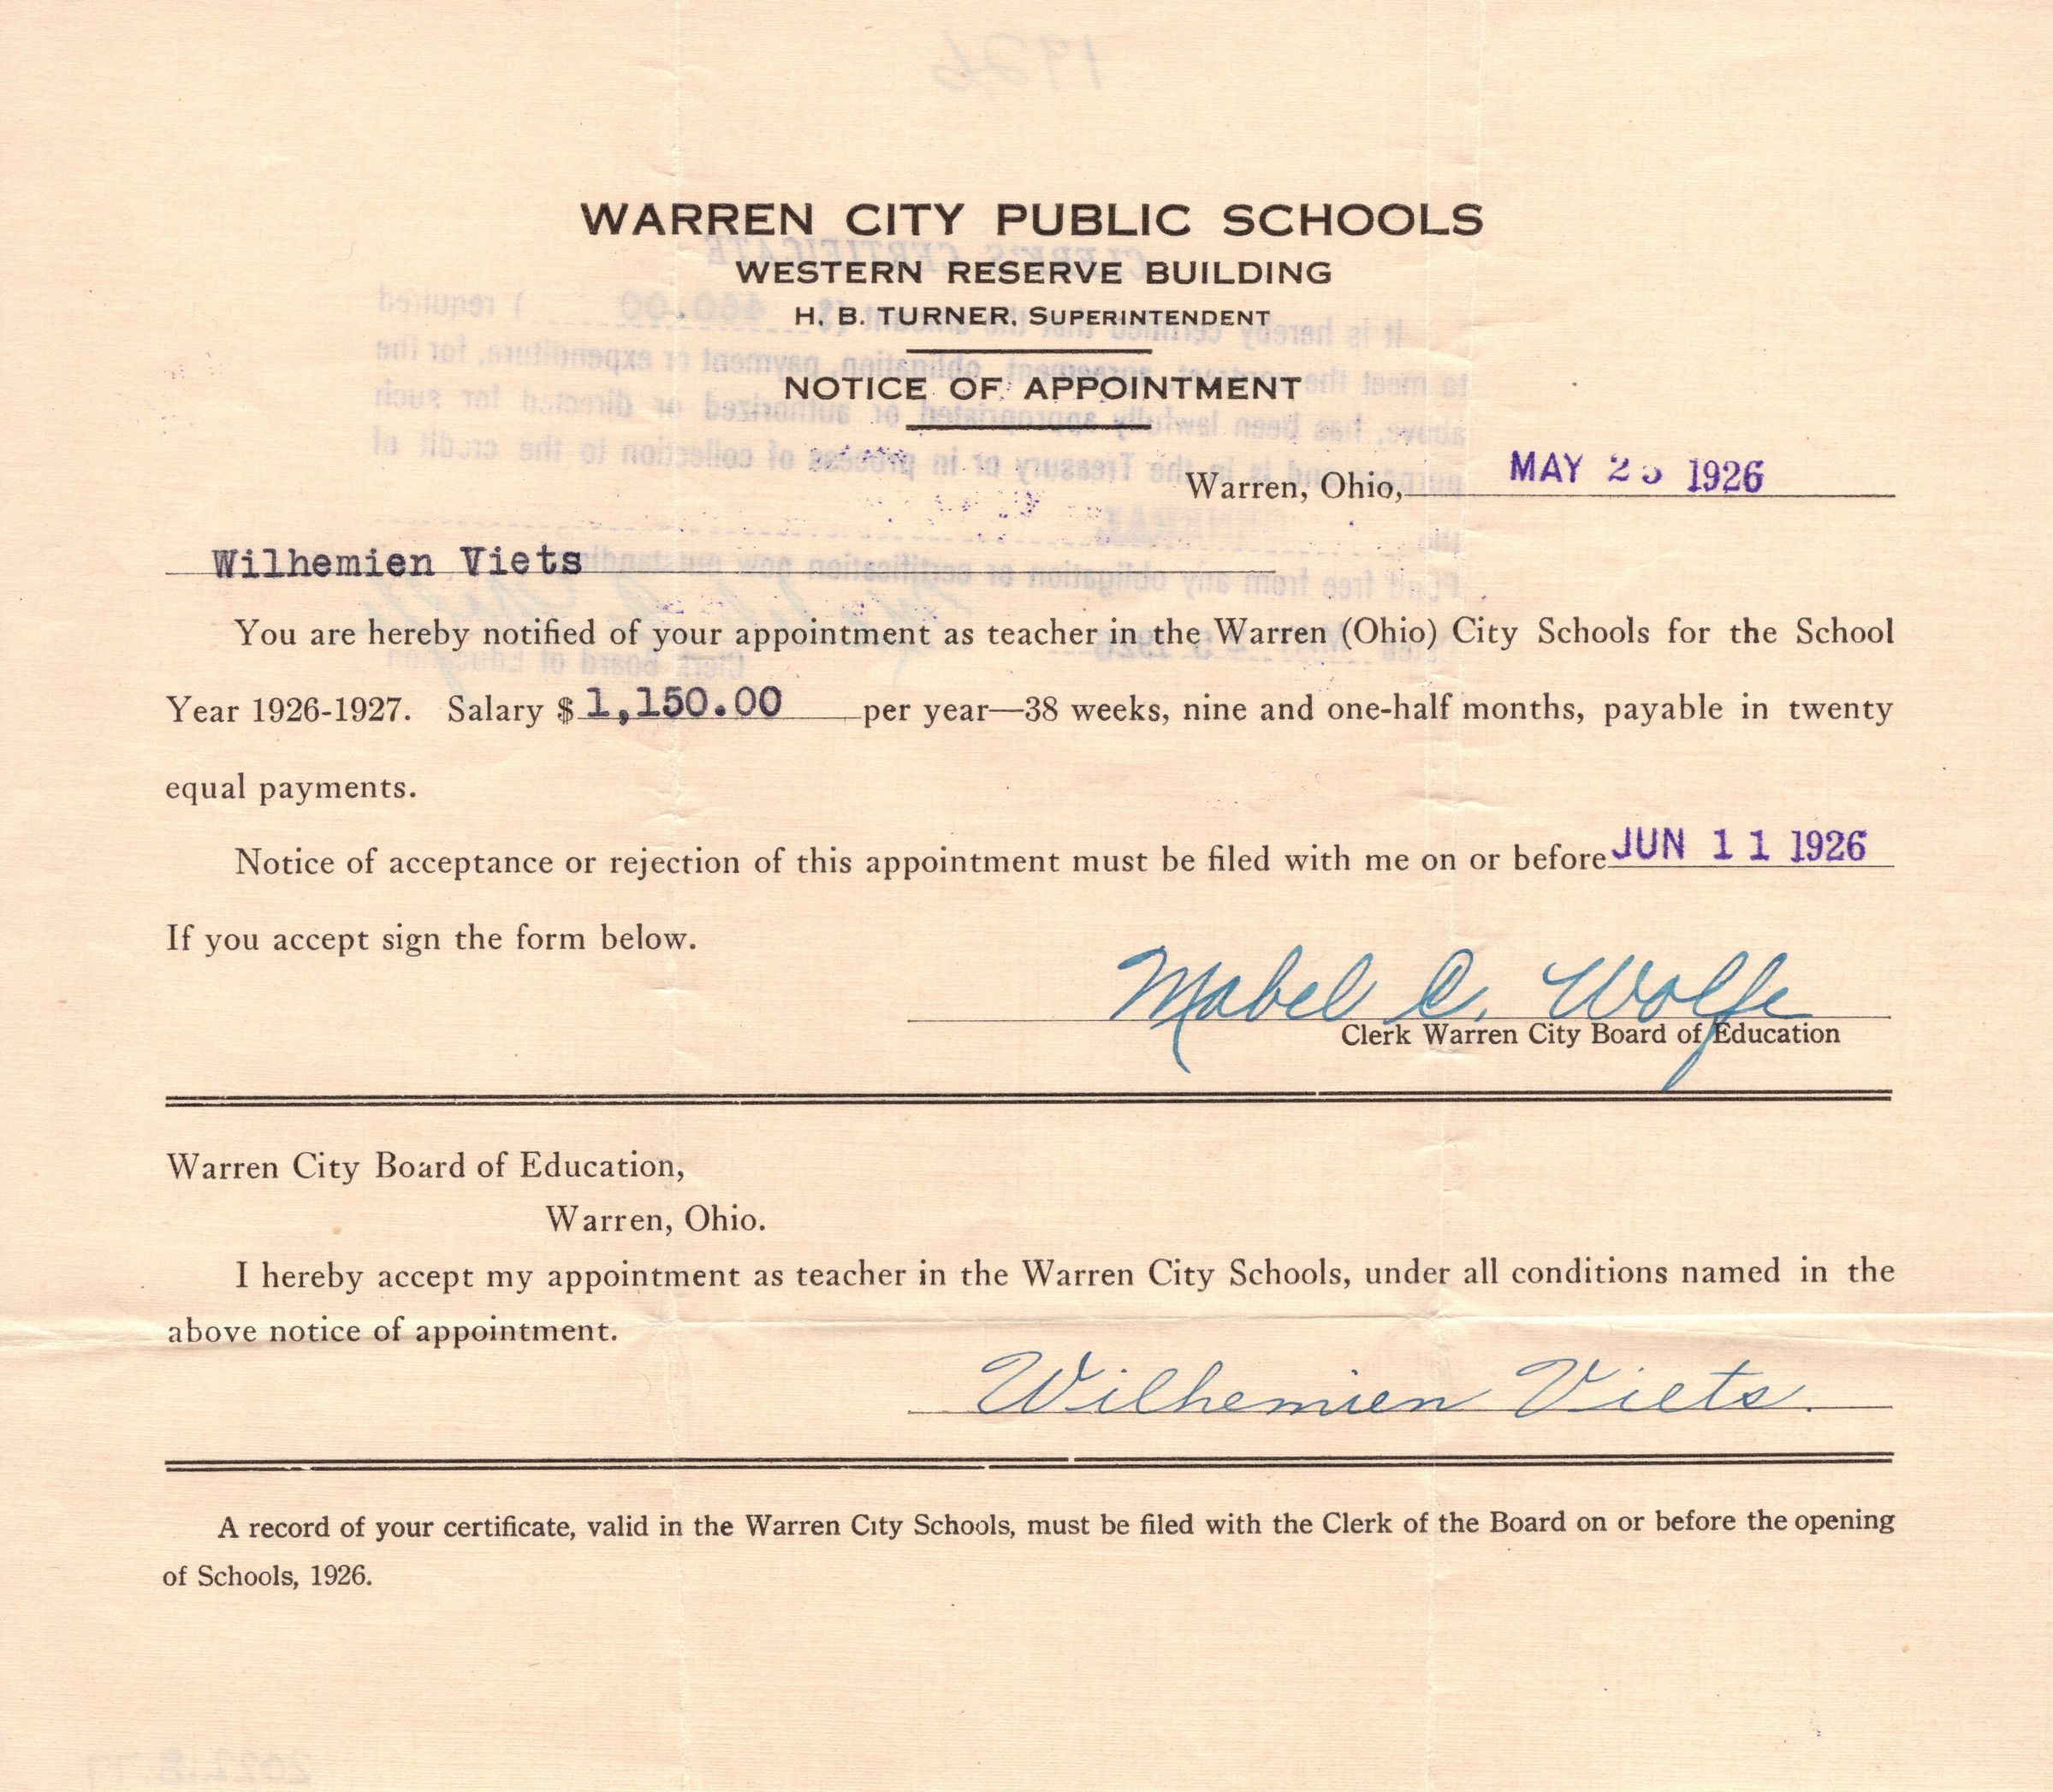 WARREN CITY PUBLIC SCHOOLS
WESTERN RESERVE BUILDING
H. B. TURNER, SUPERINTENDENT
NOTICE OF APPOINTMENT
Warren, Ohio, MAY 25 1926
Wilhemien Viets
You are hereby notified of your appointment as teacher in the Warren (Ohio) City Schools for the School
Year 1926-1927. Salary $ 1,150.00 per year—38 weeks, nine and one-half months, payable in twenty
equal payments.
Notice of acceptance or rejection of this appointment must be filed with me on or before JUN 11 1926
If you accept sign the form below.
Mabel C. Wolfe
Clerk Warren City Board of Education
Warren City Board of Education,
Warren, Ohio.
I hereby accept my appointment as teacher in the Warren City Schools, under all conditions named in the
above notice of appointment.
Wilhemien Viets.
A record of your certificate, valid in the Warren City Schools, must be filed with the Clerk of the Board on or before the opening
of Schools, 1926.